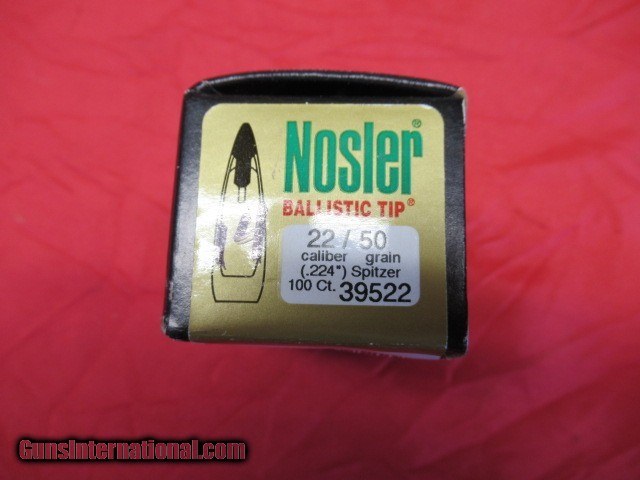 Nosler®
BALLISTIC TIP®
22 / 50
caliber grain
(.224") Spitzer
100 Ct. 39522
GunsInternational.com